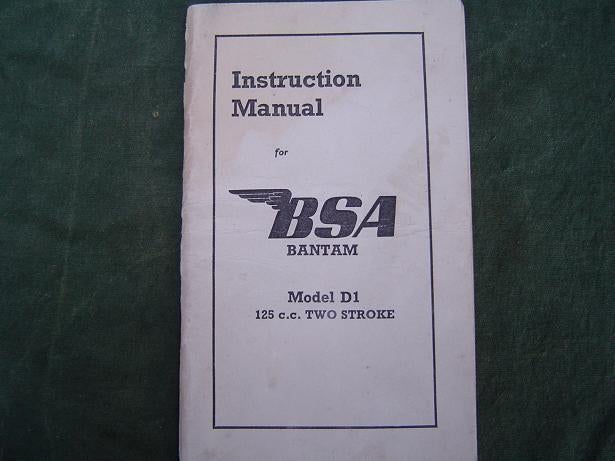 Instruction
Manual
for
BSA
BANTAM
Model D1
125 c.c. TWO STROKE